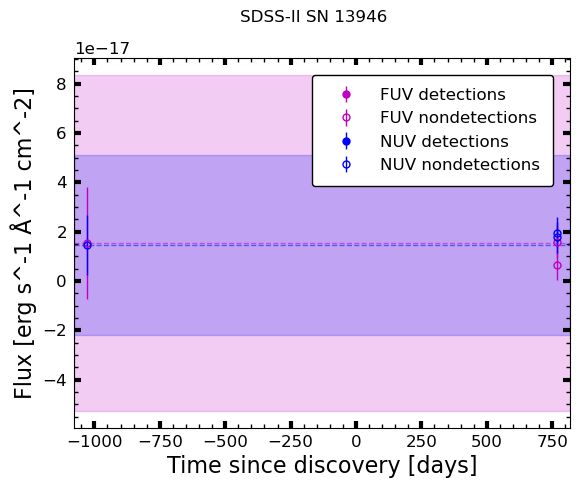 SDSS-II SN 13946
1e−17
FUV detections
FUV nondetections
NUV detections
NUV nondetections
8
6
4
2
0
−2
−4
Flux [erg s^-1 Å^-1 cm^-2]
−1000 −750 −500 −250 0 250 500 750
Time since discovery [days]